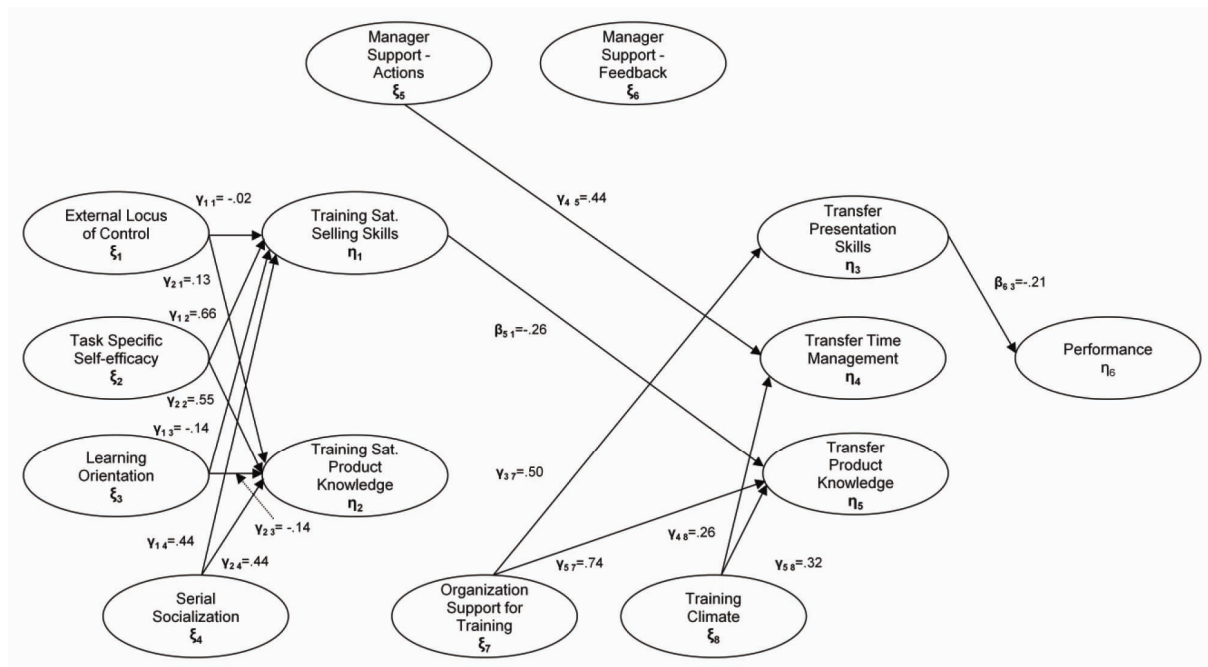 Manager
Support -
Actions
ξ5
Manager
Support -
Feedback
ξ6
External Locus
of Control
ξ1
γ1 1= -.02
Training Sat.
Selling Skills
η1
γ4 5=.44
Transfer
Presentation
Skills
η3
γ2 1=.13
γ1 2=.66
β6 3=-.21
Task Specific
Self-efficacy
ξ2
β5 1=-.26
Transfer Time
Management
η4
Performance
η6
γ2 2=.55
γ1 3= -.14
Learning
Orientation
ξ3
Training Sat.
Product
Knowledge
η2
γ3 7=.50
Transfer
Product
Knowledge
η5
γ2 3= -.14
γ1 4=.44
γ2 4=.44
γ4 8=.26
γ5 7=.74
γ5 8=.32
Serial
Socialization
ξ4
Organization
Support for
Training
ξ7
Training
Climate
ξ8